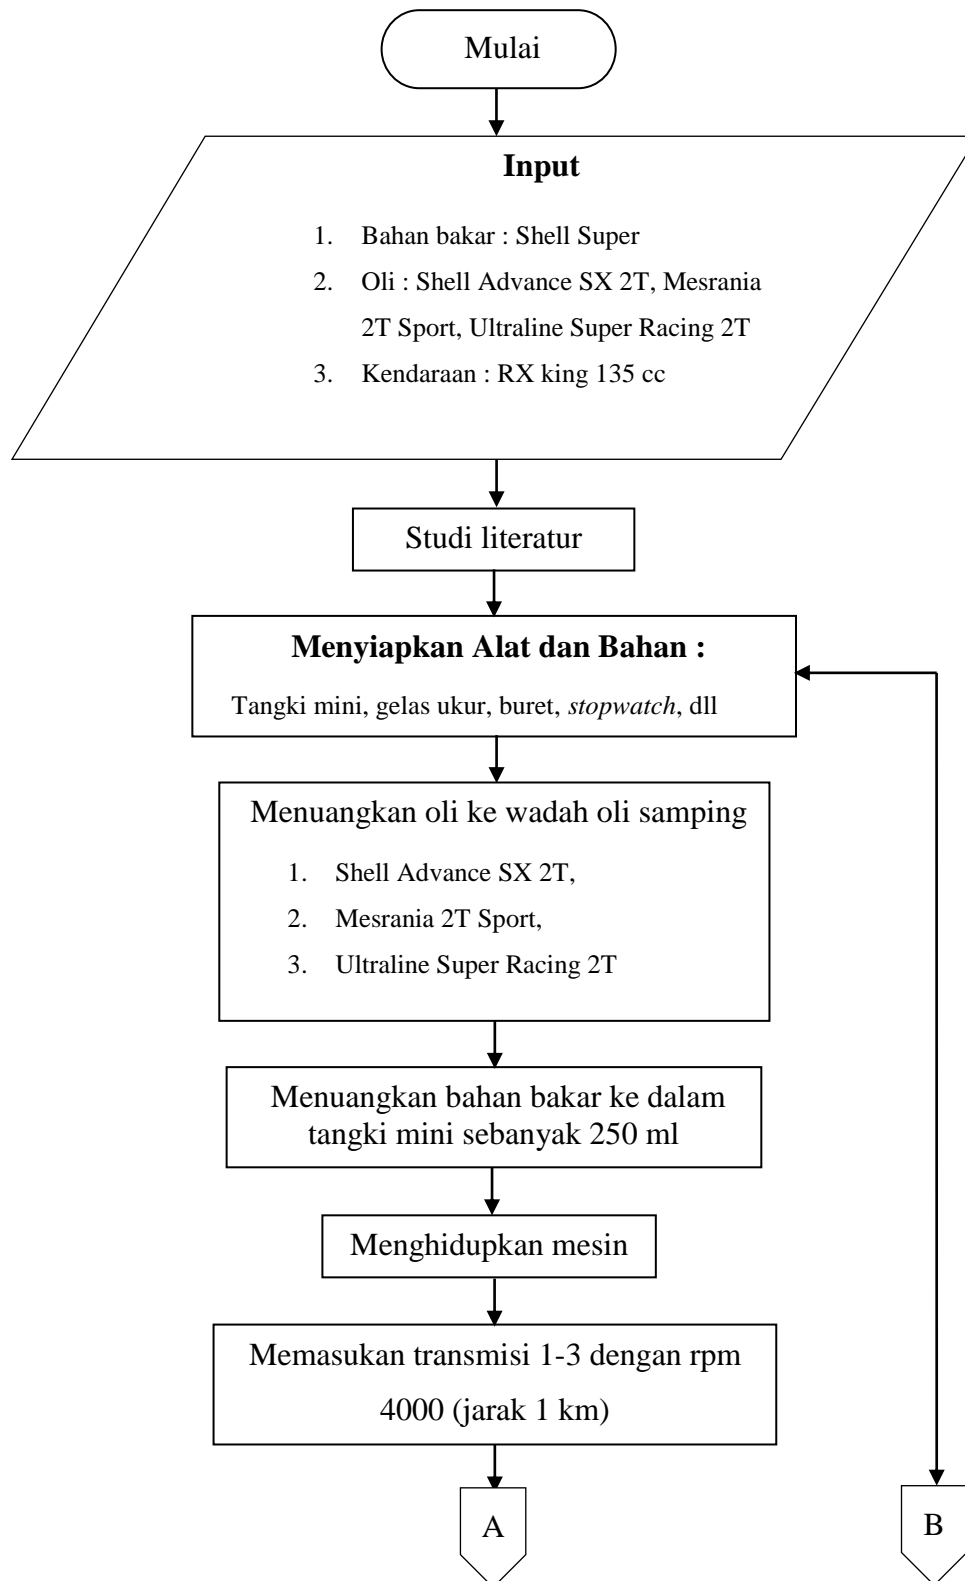 Mulai
Input
1. Bahan bakar : Shell Super
2. Oli : Shell Advance SX 2T, Mesrania
2T Sport, Ultraline Super Racing 2T
3. Kendaraan : RX king 135 cc
Studi literatur
Menyiapkan Alat dan Bahan :
Tangki mini, gelas ukur, buret, stopwatch, dll
Menuangkan oli ke wadah oli samping
1. Shell Advance SX 2T,
2. Mesrania 2T Sport,
3. Ultraline Super Racing 2T
Menuangkan bahan bakar ke dalam
tangki mini sebanyak 250 ml
Menghidupkan mesin
Memasukan transmisi 1-3 dengan rpm
4000 (jarak 1 km)
A
B